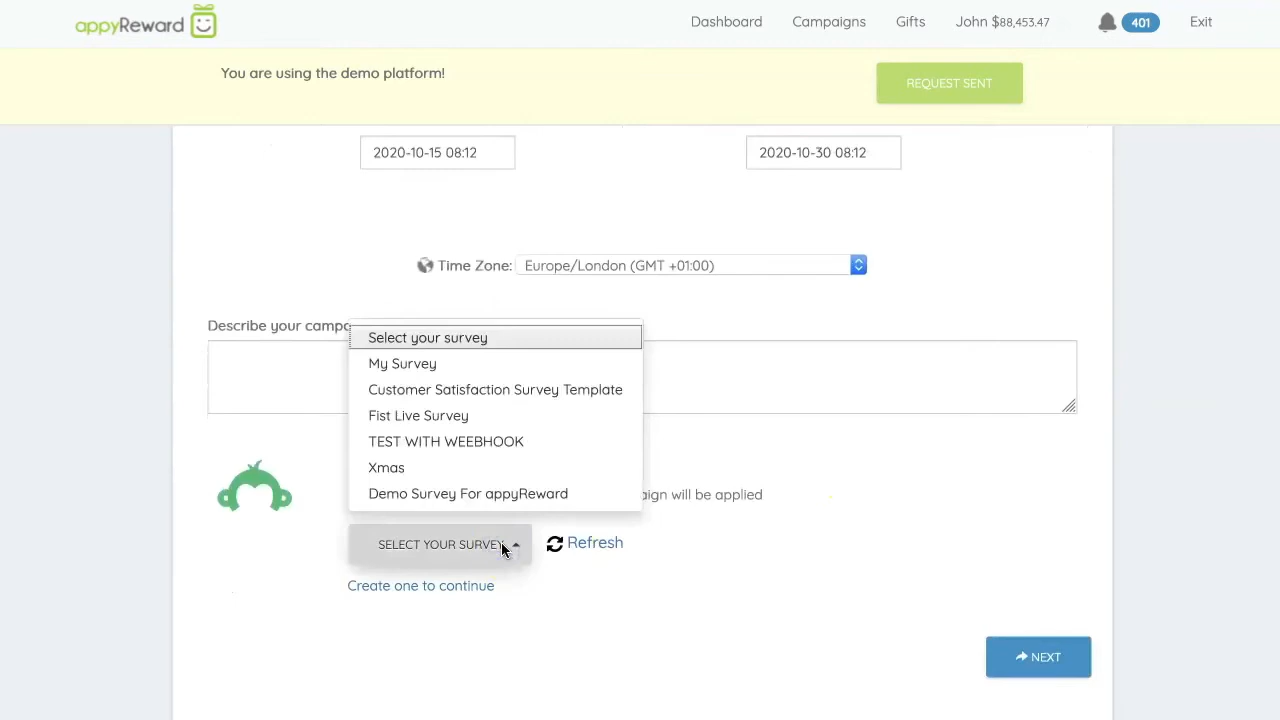 appyReward
Dashboard Campaigns Gifts John $88,453.47 401 Exit
You are using the demo platform!
REQUEST SENT
2020-10-15 08:12
2020-10-30 08:12
Time Zone: Europe/London (GMT +01:00)
Describe your campa
Select your survey
My Survey
Customer Satisfaction Survey Template
Fist Live Survey
TEST WITH WEEBHOOK
Xmas
Demo Survey For appyReward
aign will be applied
SELECT YOUR SURVEY
Refresh
Create one to continue
NEXT